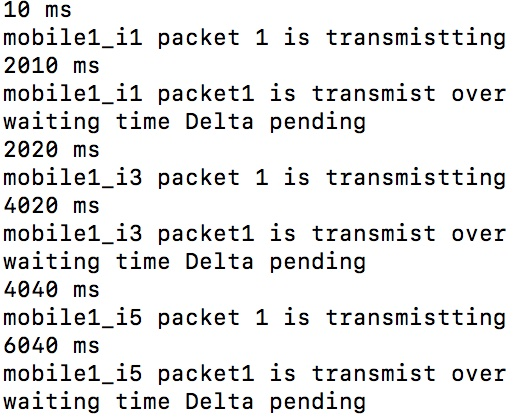 10 ms
mobile1_i1 packet 1 is transmistting
2010 ms
mobile1_i1 packet1 is transmist over
waiting time Delta pending
2020 ms
mobile1_i3 packet 1 is transmistting
4020 ms
mobile1_i3 packet1 is transmist over
waiting time Delta pending
4040 ms
mobile1_i5 packet 1 is transmistting
6040 ms
mobile1_i5 packet1 is transmist over
waiting time Delta pending